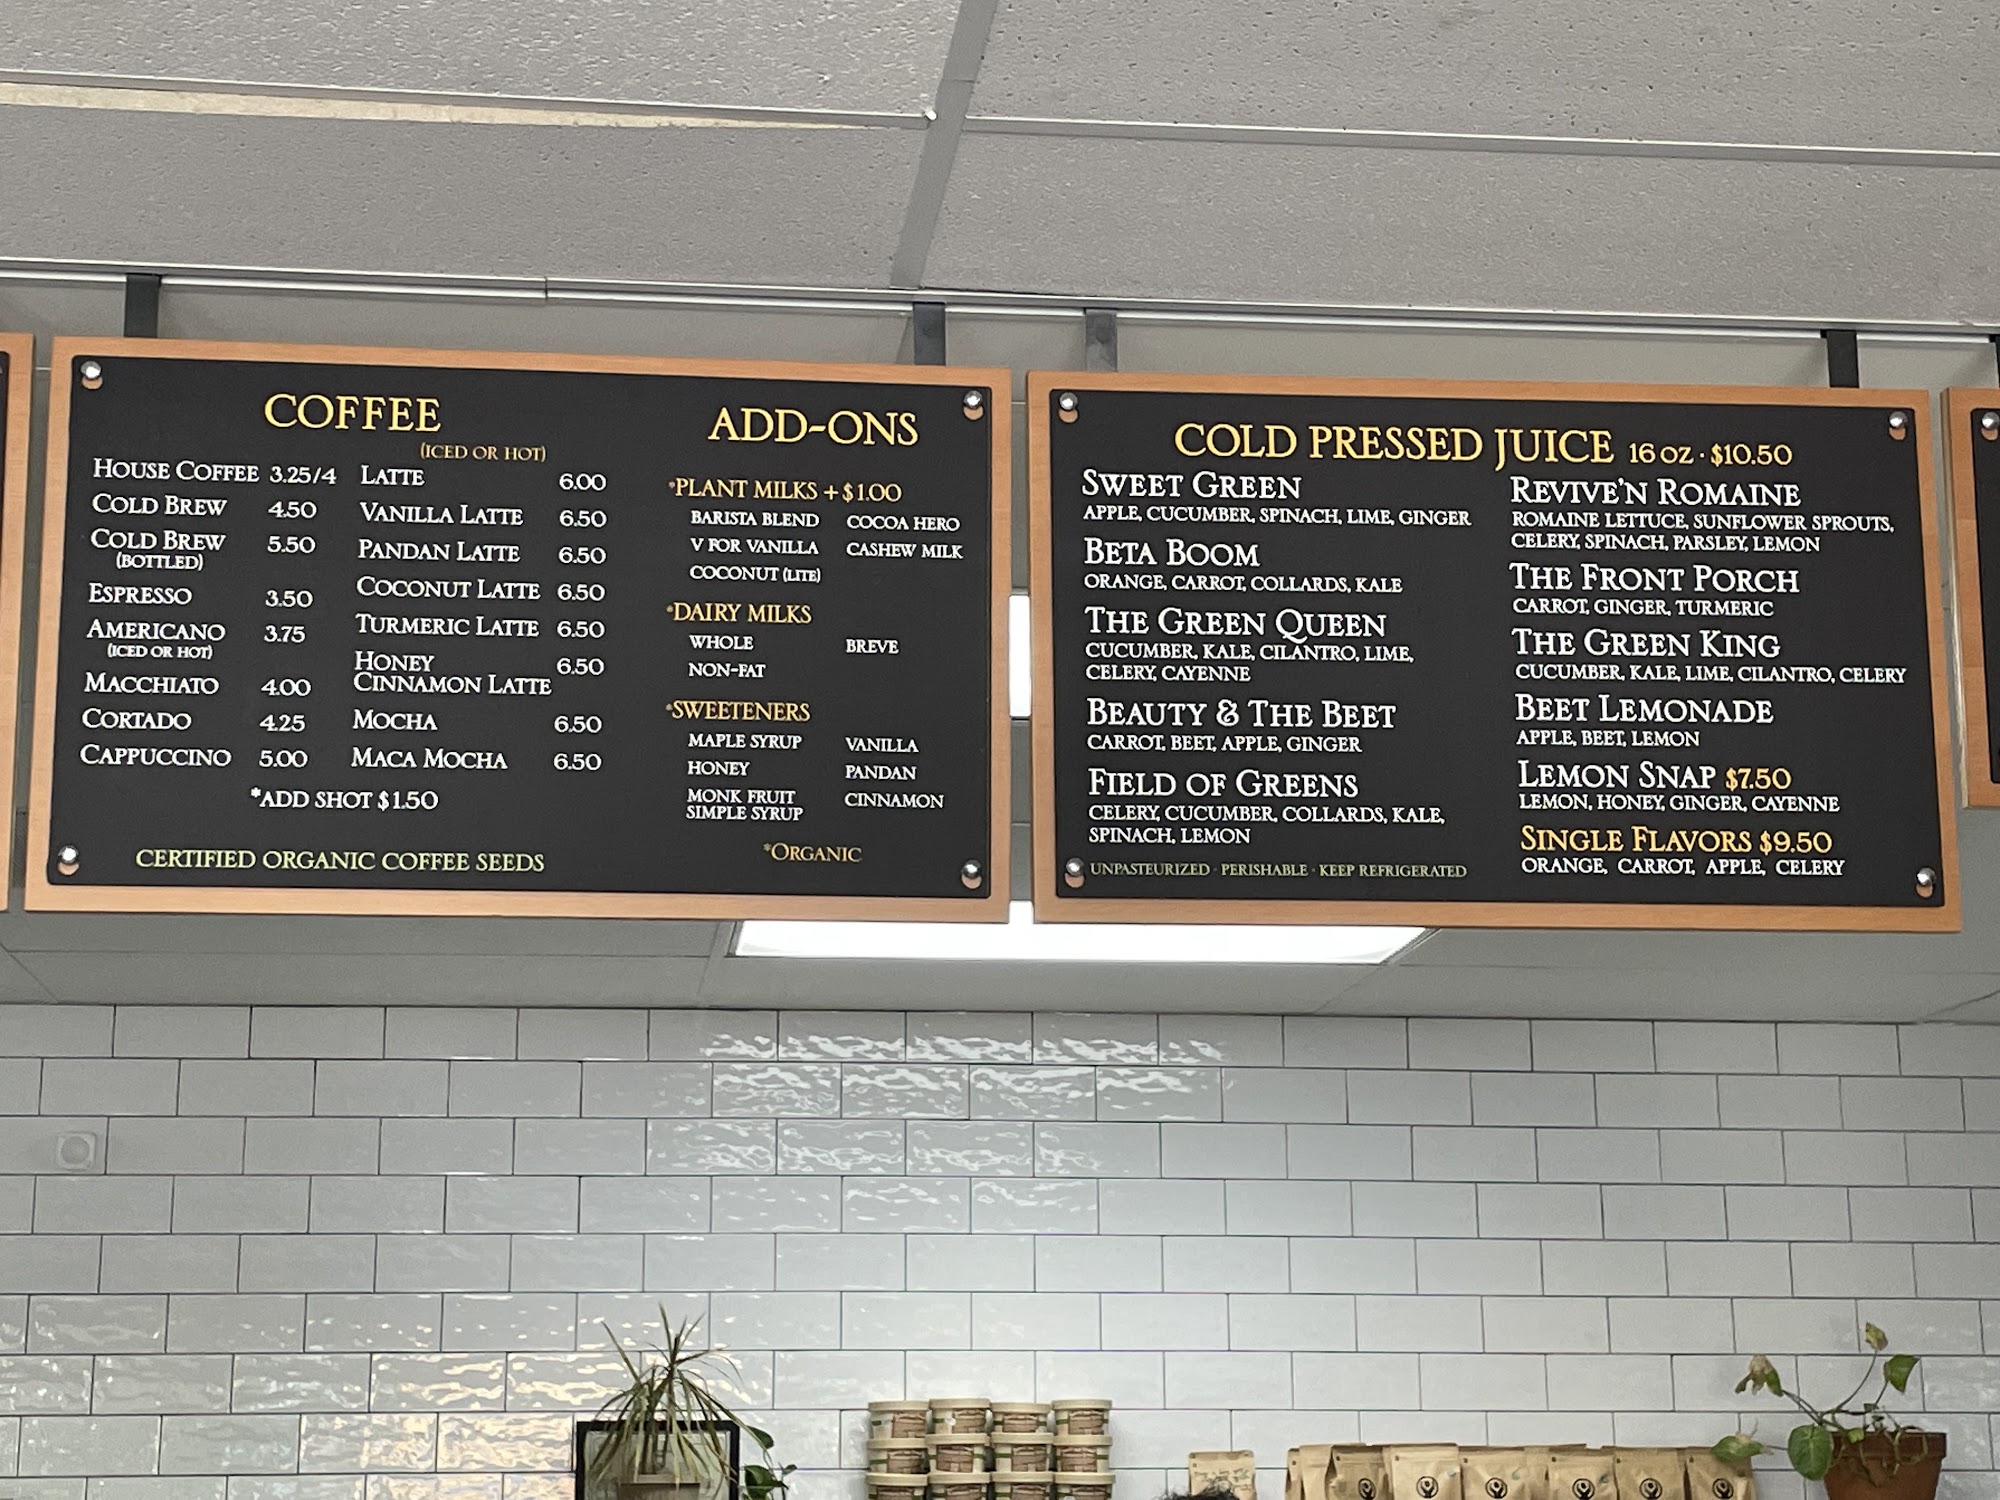 COFFEE
(ICED OR HOT)
HOUSE COFFEE 3.25/4
COLD BREW 4.50
COLD BREW 5.50
(BOTTLED)
ESPRESSO 3.50
AMERICANO 3.75
(ICED OR HOT)
MACCHIATO 4.00
CORTADO 4.25
CAPPUCCINO 5.00
LATTE 6.00
VANILLA LATTE 6.50
PANDAN LATTE 6.50
COCONUT LATTE 6.50
TURMERIC LATTE 6.50
HONEY 6.50
CINNAMON LATTE
MOCHA 6.50
MACA MOCHA 6.50
*ADD SHOT $1.50
CERTIFIED ORGANIC COFFEE SEEDS
ADD-ONS
*PLANT MILKS + $1.00
BARISTA BLEND COCOA HERO
V FOR VANILLA CASHEW MILK
COCONUT (LITE)
*DAIRY MILKS
WHOLE BREVE
NON-FAT
*SWEETENERS
MAPLE SYRUP VANILLA
HONEY PANDAN
MONK FRUIT CINNAMON
SIMPLE SYRUP
*ORGANIC
COLD PRESSED JUICE 16 OZ · $10.50
SWEET GREEN
APPLE, CUCUMBER, SPINACH, LIME, GINGER
BETA BOOM
ORANGE, CARROT, COLLARDS, KALE
THE GREEN QUEEN
CUCUMBER, KALE, CILANTRO, LIME,
CELERY, CAYENNE
BEAUTY & THE BEET
CARROT, BEET, APPLE, GINGER
FIELD OF GREENS
CELERY, CUCUMBER, COLLARDS, KALE,
SPINACH, LEMON
UNPASTEURIZED · PERISHABLE · KEEP REFRIGERATED
REVIVE'N ROMAINE
ROMAINE LETTUCE, SUNFLOWER SPROUTS,
CELERY, SPINACH, PARSLEY, LEMON
THE FRONT PORCH
CARROT, GINGER, TURMERIC
THE GREEN KING
CUCUMBER, KALE, LIME, CILANTRO, CELERY
BEET LEMONADE
APPLE, BEET, LEMON
LEMON SNAP $7.50
LEMON, HONEY, GINGER, CAYENNE
SINGLE FLAVORS $9.50
ORANGE, CARROT, APPLE, CELERY